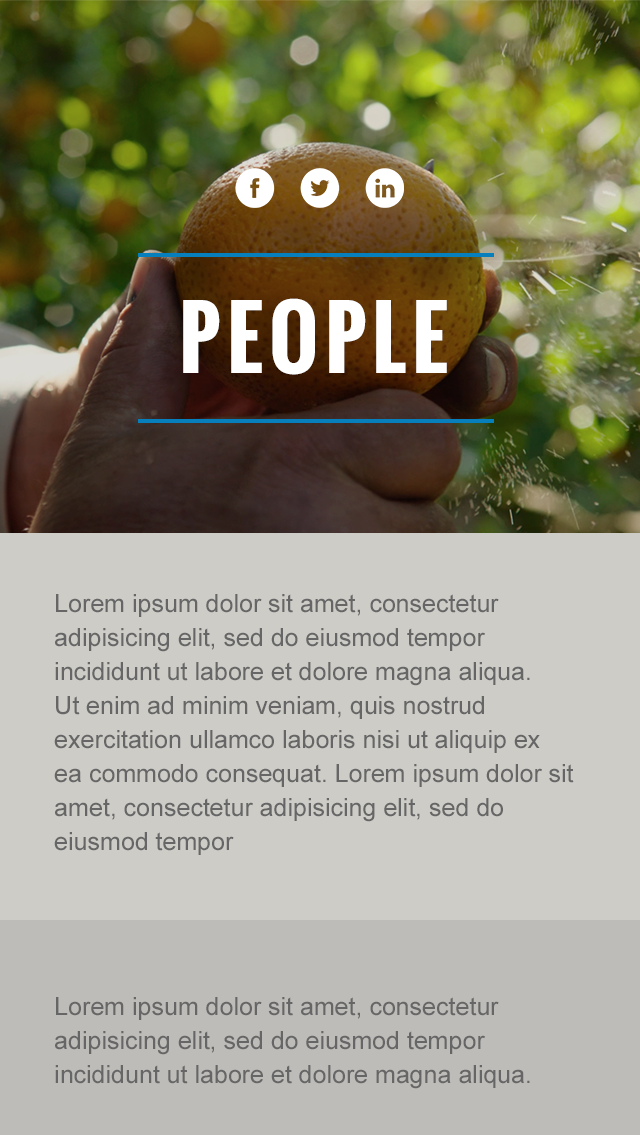 PEOPLE
Lorem ipsum dolor sit amet, consectetur
adipisicing elit, sed do eiusmod tempor
incididunt ut labore et dolore magna aliqua.
Ut enim ad minim veniam, quis nostrud
exercitation ullamco laboris nisi ut aliquip ex
ea commodo consequat. Lorem ipsum dolor sit
amet, consectetur adipisicing elit, sed do
eiusmod tempor
Lorem ipsum dolor sit amet, consectetur
adipisicing elit, sed do eiusmod tempor
incididunt ut labore et dolore magna aliqua.